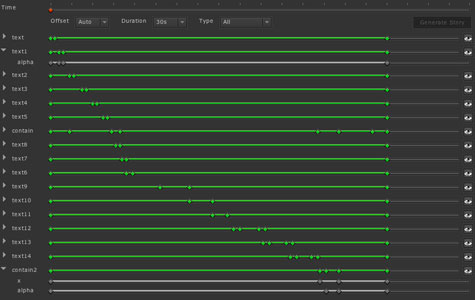 Time
Offset Auto Duration 30s Type All Generate Story
text
text1
alpha
text2
text3
text4
text5
contain
text6
text7
text8
text9
text10
text11
text12
text13
text14
contain2
x
alpha